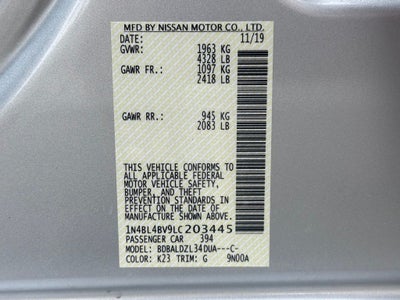 MFD BY NISSAN MOTOR CO., LTD.
DATE: 11/19
GVWR: 1963 KG
4328 LB
GAWR FR.: 1097 KG
2418 LB
GAWR RR.: 945 KG
2083 LB
THIS VEHICLE CONFORMS TO
ALL APPLICABLE FEDERAL
MOTOR VEHICLE SAFETY,
BUMPER, AND THEFT
PREVENTION STANDARDS IN
EFFECT ON THE DATE OF
MANUFACTURE SHOWN ABOVE.
1N4BL4BV9LC203445
PASSENGER CAR 394
MODEL: BDBALDZL34DUA---C-
COLOR: K23 TRIM: G 9N00A